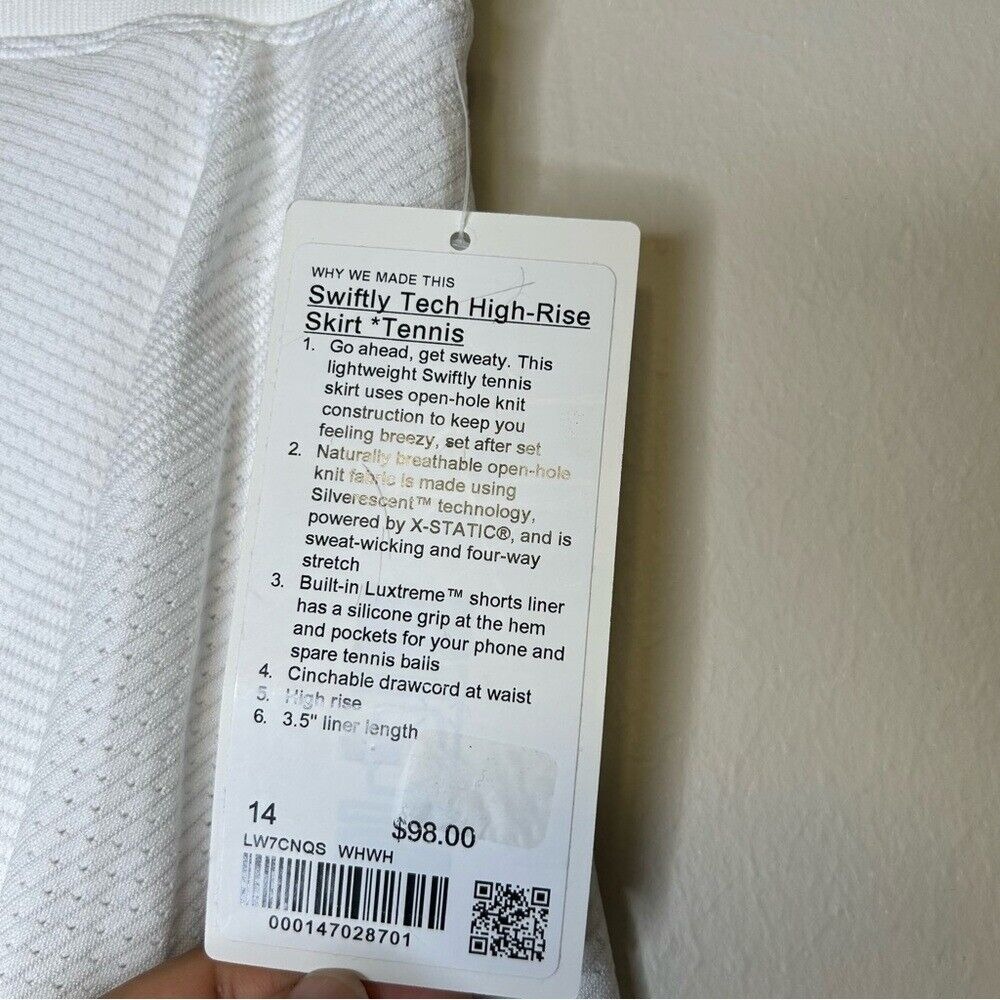 WHY WE MADE THIS
Swiftly Tech High-Rise
Skirt *Tennis
1. Go ahead, get sweaty. This
lightweight Swiftly tennis
skirt uses open-hole knit
construction to keep you
feeling breezy, set after set
2. Naturally breathable open-hole
knit fabric is made using
Silverescent™ technology,
powered by X-STATIC®, and is
sweat-wicking and four-way
stretch
3. Built-in Luxtreme™ shorts liner
has a silicone grip at the hem
and pockets for your phone and
spare tennis balls
4. Cinchable drawcord at waist
5. High rise
6. 3.5" liner length
14 $98.00
LW7CNQS WHWH
000147028701